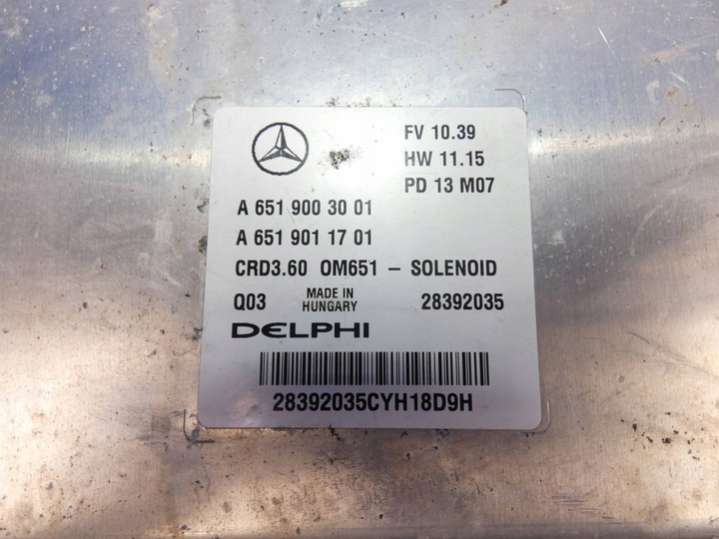 FV 10.39
HW 11.15
PD 13 M07
A 651 900 30 01
A 651 901 17 01
CRD3.60 OM651 – SOLENOID
Q03 MADE IN HUNGARY 28392035
DELPHI
28392035CYH18D9H